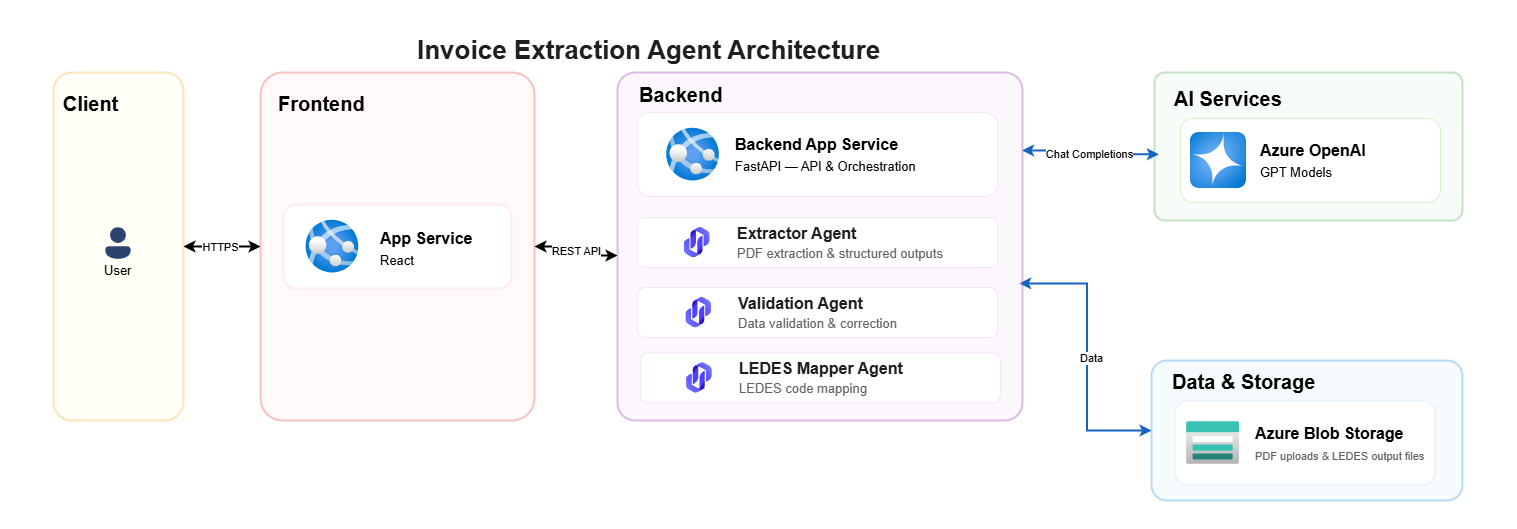 Invoice Extraction Agent Architecture
Client
User
HTTPS
Frontend
App Service
React
REST API
Backend
Backend App Service
FastAPI — API & Orchestration
Extractor Agent
PDF extraction & structured outputs
Validation Agent
Data validation & correction
LEDES Mapper Agent
LEDES code mapping
Chat Completions
AI Services
Azure OpenAI
GPT Models
Data
Data & Storage
Azure Blob Storage
PDF uploads & LEDES output files